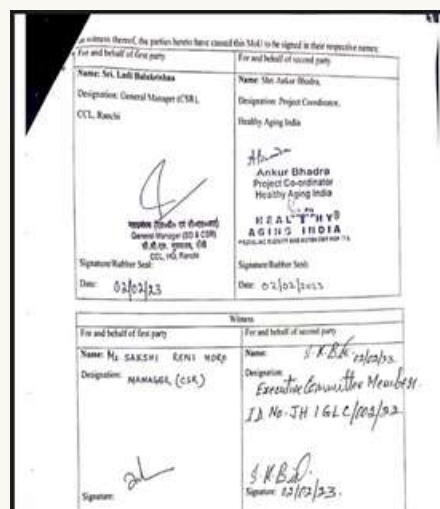 witness thereof, the parties hereto have caused this MoU to be signed in their respective names:
For and behalf of first party
For and behalf of second party
Name: Sri. Ladi Balakrishna
Designation: General Manager (CSR),
CCL, Ranchi
Name: Shri Ankur Bhadra,
Designation: Project Coordinator,
Healthy Aging India
Ankur Bhadra
Project Co-ordinator
Healthy Aging India
HEALTHY®
AGING INDIA
General Manager (SD & CSR)
CCL, HQ, Ranchi
Signature/Rubber Seal:
Date: 02/02/23
Signature/Rubber Seal:
Date: 02/02/2023
Witness
For and behalf of first party
For and behalf of second party
Name: Ms SAKSHI RENI
Designation: MANAGER, (CSR)
Signature:
Name: 02/02/23.
Designation:
Executive Committee Member.
ID No-JH
Signature: 02/02/23.